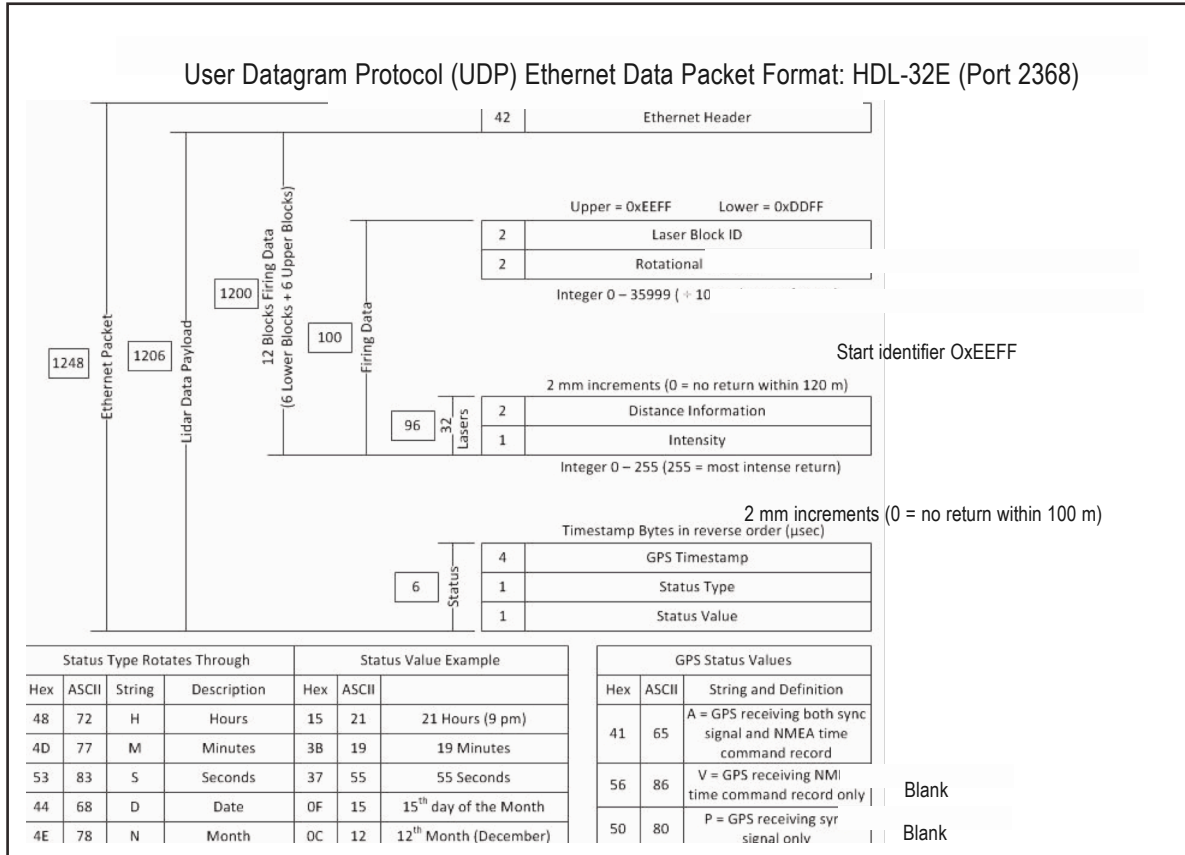 User Datagram Protocol (UDP) Ethernet Data Packet Format: HDL-32E (Port 2368)
42 Ethernet Header
Upper = 0xEEFF Lower = 0xDDFF
2 Laser Block ID
2 Rotational
Integer 0 – 35999 ( ÷ 10
1248
Ethernet Packet
1206
Lidar Data Payload
1200
12 Blocks Firing Data
(6 Lower Blocks + 6 Upper Blocks)
100
Firing Data
Start identifier OxEEFF
2 mm increments (0 = no return within 120 m)
96
32
Lasers
2 Distance Information
1 Intensity
Integer 0 – 255 (255 = most intense return)
2 mm increments (0 = no return within 100 m)
Timestamp Bytes in reverse order (μsec)
6
Status
4 GPS Timestamp
1 Status Type
1 Status Value
Status Type Rotates Through
Hex ASCII String Description
48 72 H Hours
4D 77 M Minutes
53 83 S Seconds
44 68 D Date
4E 78 N Month
Status Value Example
Hex ASCII
15 21 21 Hours (9 pm)
3B 19 19 Minutes
37 55 55 Seconds
0F 15 15th day of the Month
0C 12 12th Month (December)
GPS Status Values
Hex ASCII String and Definition
41 65 A = GPS receiving both sync
signal and NMEA time
command record
56 86 V = GPS receiving
time command record only
Blank
50 80 P = GPS receiving
signal only
Blank